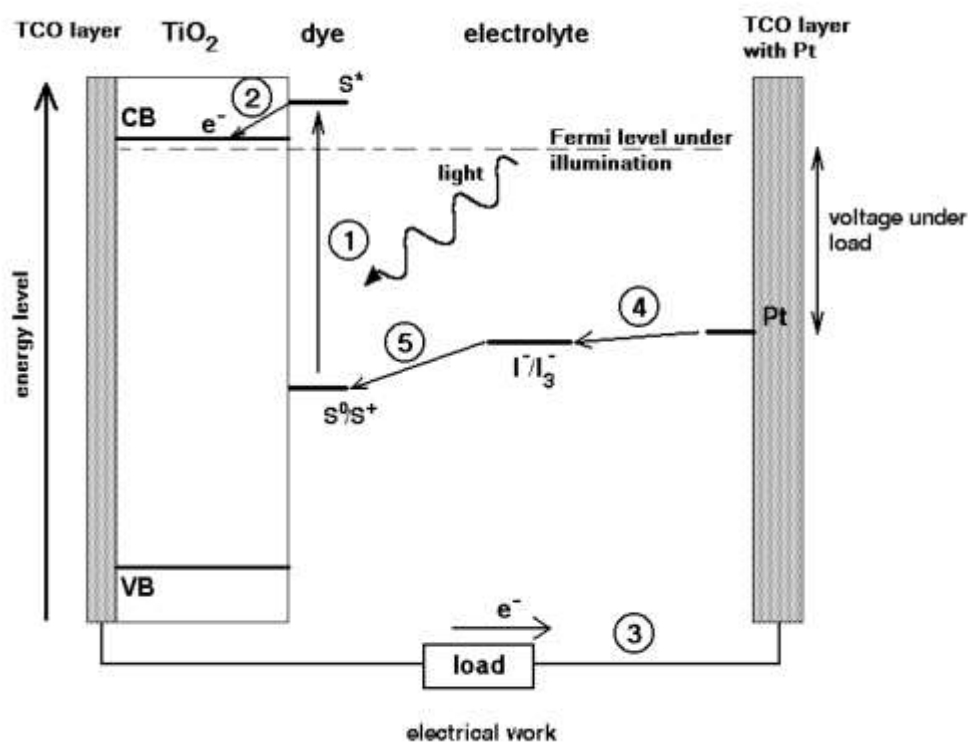 TCO layer
TiO₂
dye
electrolyte
TCO layer
with Pt
S*
2
CB
e⁻
Fermi level under
illumination
light
1
voltage under
load
energy level
4
Pt
5
I⁻/I₃⁻
S⁰/S⁺
VB
e⁻
3
load
electrical work